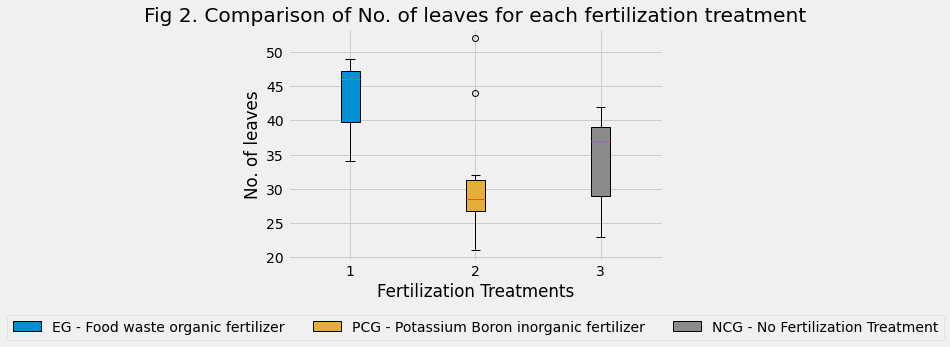 Fig 2. Comparison of No. of leaves for each fertilization treatment
50
45
40
35
30
25
20
No. of leaves
1 2 3
Fertilization Treatments
EG - Food waste organic fertilizer PCG - Potassium Boron inorganic fertilizer NCG - No Fertilization Treatment